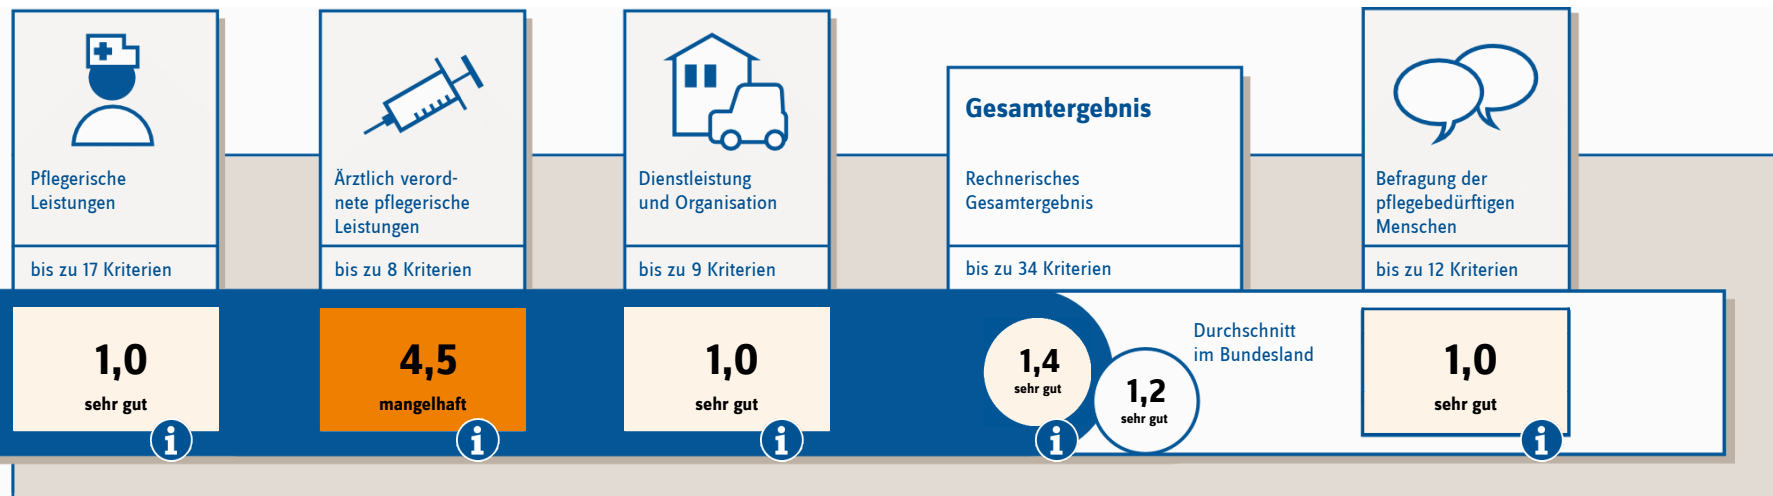 Pflegerische
Leistungen
bis zu 17 Kriterien
1,0
sehr gut
i
Ärztlich verord-
nete pflegerische
Leistungen
bis zu 8 Kriterien
4,5
mangelhaft
i
Dienstleistung
und Organisation
bis zu 9 Kriterien
1,0
sehr gut
i
Gesamtergebnis
Rechnerisches
Gesamtergebnis
bis zu 34 Kriterien
1,4
sehr gut
i
1,2
sehr gut
Durchschnitt
im Bundesland
Befragung der
pflegebedürftigen
Menschen
bis zu 12 Kriterien
1,0
sehr gut
i